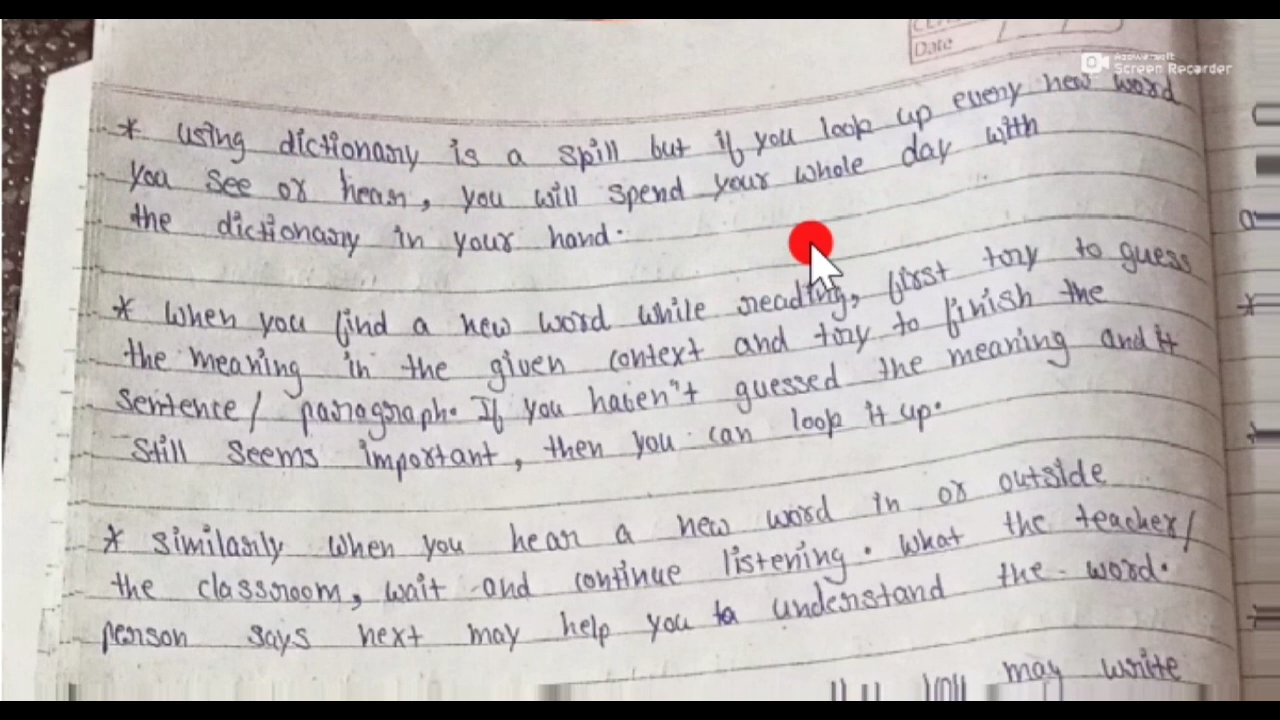 Date
Screen Recorder
* Using dictionary is a spill but if you look up every new word
you see or hear, you will spend your whole day with
the dictionary in your hand.
* When you find a new word while reading, first try to guess
the meaning in the given context and try to finish the
sentence/ paragraph. If you haven't guessed the meaning and it
still seems important, then you can look it up.
* Similarly when you hear a new word in or outside
the classroom, wait and continue listening. What the teacher/
person says next may help you to understand the word.
may write